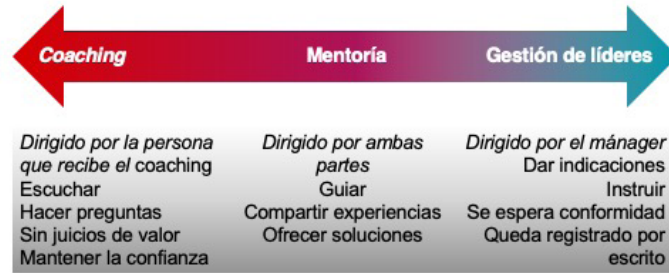 Coaching
Mentoría
Gestión de líderes
Dirigido por la persona
que recibe el coaching
Escuchar
Hacer preguntas
Sin juicios de valor
Mantener la confianza
Dirigido por ambas
partes
Guiar
Compartir experiencias
Ofrecer soluciones
Dirigido por el mánager
Dar indicaciones
Instruir
Se espera conformidad
Queda registrado por
escrito